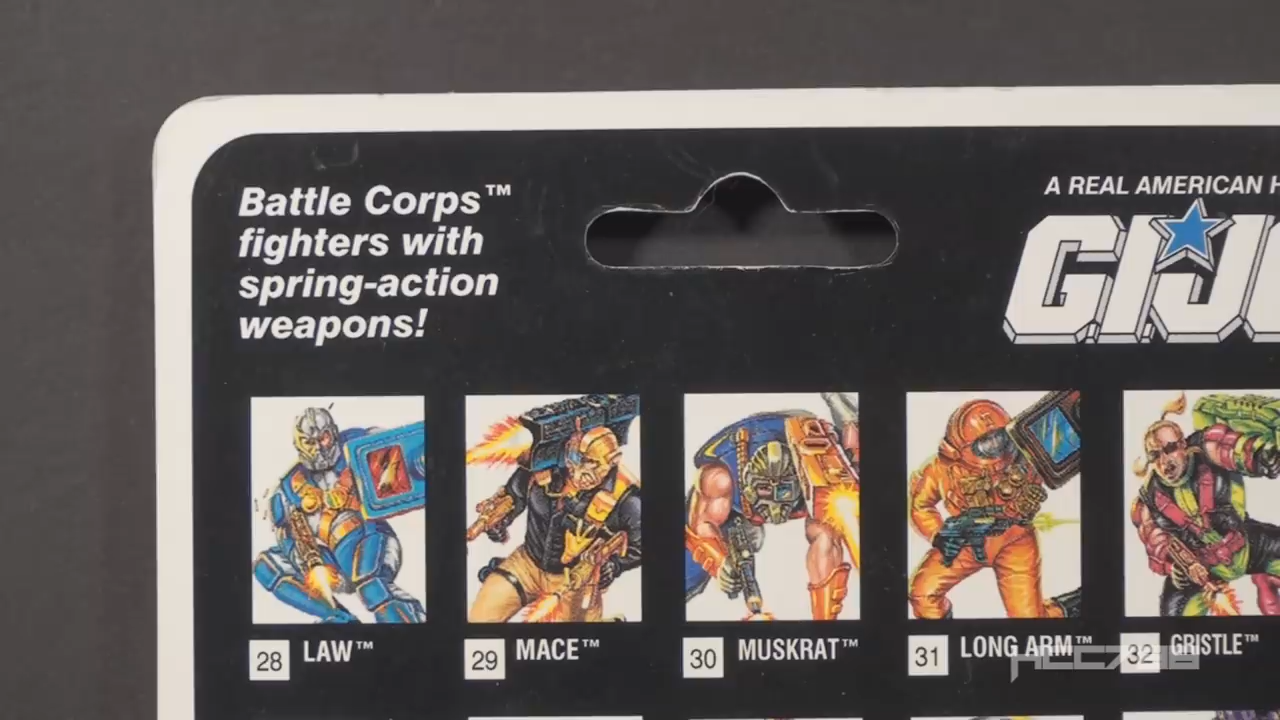 Battle Corps™
fighters with
spring-action
weapons!
A REAL AMERICAN
G.I.
28 LAW™
29 MACE™
30 MUSKRAT™
31 LONG ARM™
32 GRISTLE™
HCC788